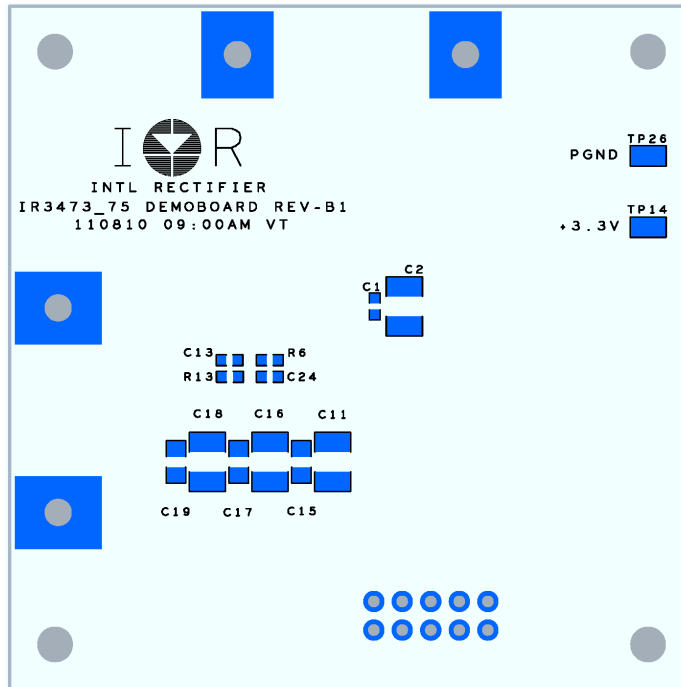 I R
INTL RECTIFIER
IR3473_75 DEMOBOARD REV-B1
110810 09:00AM VT
TP26
PGND
TP14
+3.3V
C2
C1
C13 R6
R13 C24
C18 C16 C11
C19 C17 C15